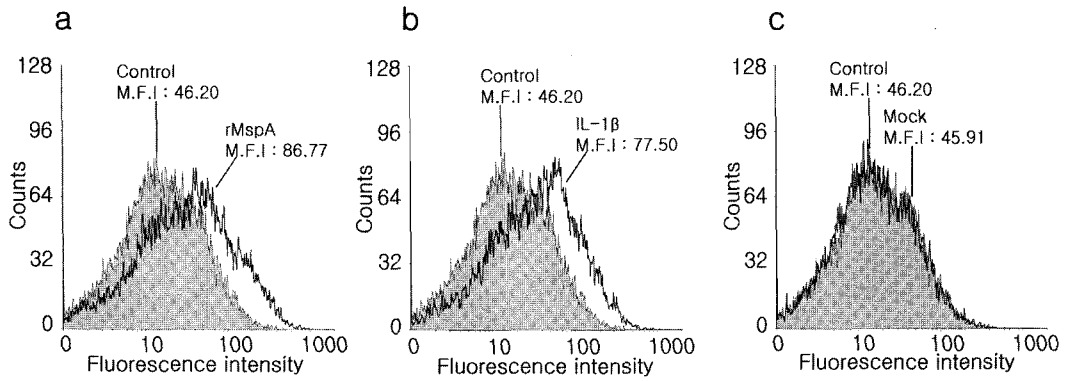 a
128
96
64
32
0
Counts
Control
M.F.I : 46.20
rMspA
M.F.I : 86.77
0 10 100 1000
Fluorescence intensity
b
128
96
64
32
0
Counts
Control
M.F.I : 46.20
IL-1β
M.F.I : 77.50
0 10 100 1000
Fluorescence intensity
c
128
96
64
32
0
Counts
Control
M.F.I : 46.20
Mock
M.F.I : 45.91
0 10 100 1000
Fluorescence intensity